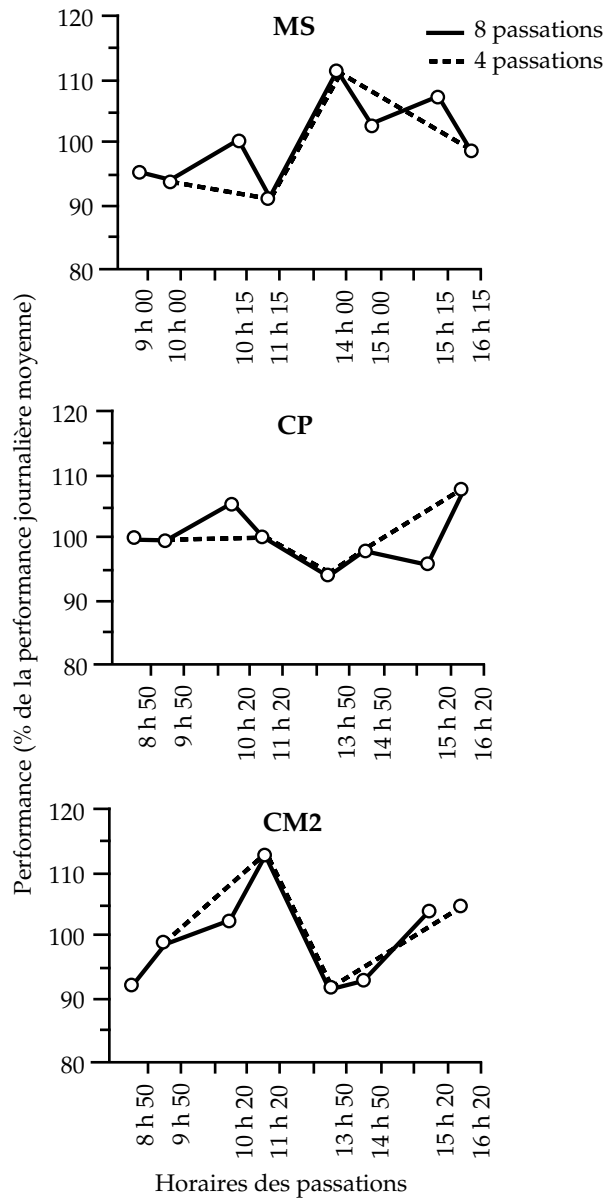 MS
8 passations
4 passations
120
110
100
90
80
9 h 00
10 h 00
10 h 15
11 h 15
14 h 00
15 h 00
15 h 15
16 h 15
Performance (% de la performance journalière moyenne)
CP
120
110
100
90
80
8 h 50
9 h 50
10 h 20
11 h 20
13 h 50
14 h 50
15 h 20
16 h 20
CM2
120
110
100
90
80
8 h 50
9 h 50
10 h 20
11 h 20
13 h 50
14 h 50
15 h 20
16 h 20
Horaires des passations